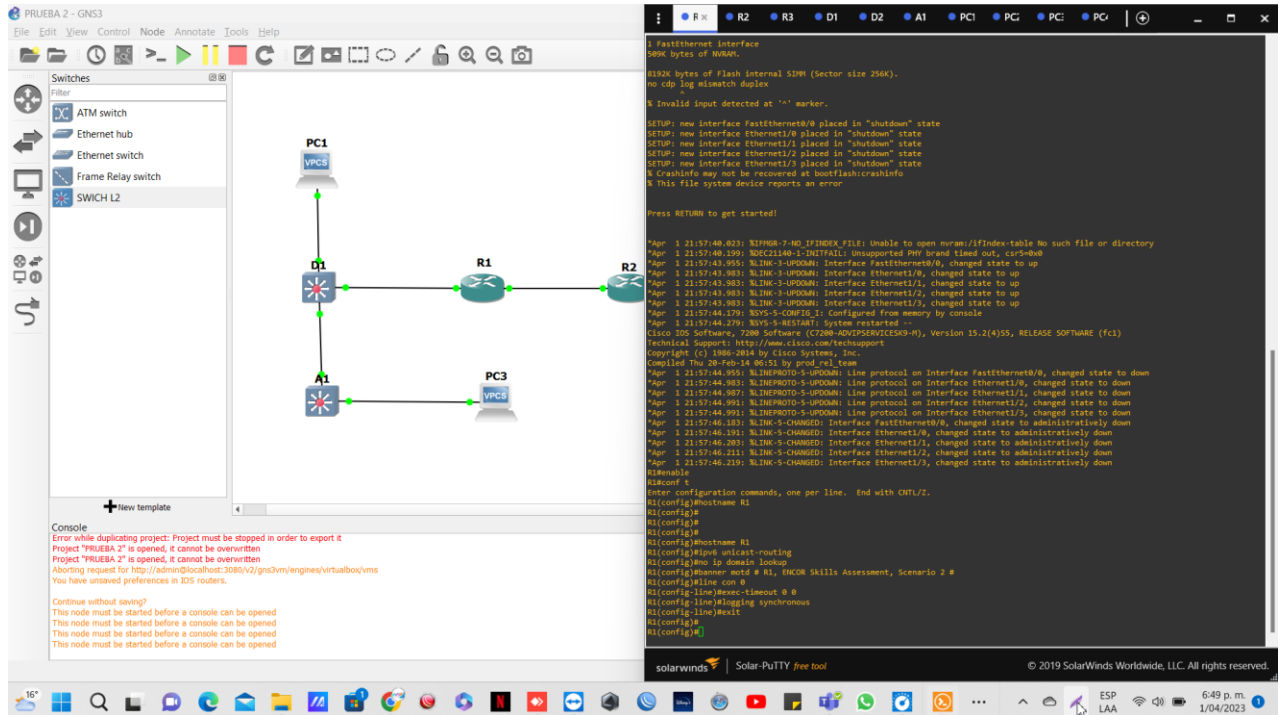 PRUEBA 2 - GNS3
File Edit View Control Node Annotate Tools Help
Switches
Filter
ATM switch
Ethernet hub
Ethernet switch
Frame Relay switch
SWICH L2
New template
PC1
VPCS
D1
R1
R2
A1
PC3
VPCS
Console
Error while duplicating project: Project must be stopped in order to export it
Project "PRUEBA 2" is opened, it cannot be overwritten
Project "PRUEBA 2" is opened, it cannot be overwritten
Aborting request for http://admin@localhost:3080/v2/gns3vm/engines/virtualbox/vms
You have unsaved preferences in IOS routers.
Continue without saving?
This node must be started before a console can be opened
This node must be started before a console can be opened
This node must be started before a console can be opened
This node must be started before a console can be opened
R R2 R3 D1 D2 A1 PC1 PC2 PC3 PC4
1 FastEthernet interface
509K bytes of NVRAM.
8192K bytes of Flash internal SIMM (Sector size 256K).
no cdp log mismatch duplex
^
% Invalid input detected at '^' marker.
SETUP: new interface FastEthernet0/0 placed in "shutdown" state
SETUP: new interface Ethernet1/0 placed in "shutdown" state
SETUP: new interface Ethernet1/1 placed in "shutdown" state
SETUP: new interface Ethernet1/2 placed in "shutdown" state
SETUP: new interface Ethernet1/3 placed in "shutdown" state
% Crashinfo may not be recovered at bootflash:crashinfo
% This file system device reports an error
Press RETURN to get started!
*Apr 1 21:57:40.023: %IFMGR-7-NO_IFINDEX_FILE: Unable to open nvram:/ifIndex-table No such file or directory
*Apr 1 21:57:40.199: %DEC21140-1-INITFAIL: Unsupported PHY brand timed out, csr5=0x0
*Apr 1 21:57:43.955: %LINK-3-UPDOWN: Interface FastEthernet0/0, changed state to up
*Apr 1 21:57:43.983: %LINK-3-UPDOWN: Interface Ethernet1/0, changed state to up
*Apr 1 21:57:43.983: %LINK-3-UPDOWN: Interface Ethernet1/1, changed state to up
*Apr 1 21:57:43.983: %LINK-3-UPDOWN: Interface Ethernet1/2, changed state to up
*Apr 1 21:57:43.983: %LINK-3-UPDOWN: Interface Ethernet1/3, changed state to up
*Apr 1 21:57:44.179: %SYS-5-CONFIG_I: Configured from memory by console
*Apr 1 21:57:44.279: %SYS-5-RESTART: System restarted --
Cisco IOS Software, 7200 Software (C7200-ADVIPSERVICESK9-M), Version 15.2(4)S5, RELEASE SOFTWARE (fc1)
Technical Support: http://www.cisco.com/techsupport
Copyright (c) 1986-2014 by Cisco Systems, Inc.
Compiled Thu 20-Feb-14 06:51 by prod_rel_team
*Apr 1 21:57:44.955: %LINEPROTO-5-UPDOWN: Line protocol on Interface FastEthernet0/0, changed state to down
*Apr 1 21:57:44.983: %LINEPROTO-5-UPDOWN: Line protocol on Interface Ethernet1/0, changed state to down
*Apr 1 21:57:44.987: %LINEPROTO-5-UPDOWN: Line protocol on Interface Ethernet1/1, changed state to down
*Apr 1 21:57:44.991: %LINEPROTO-5-UPDOWN: Line protocol on Interface Ethernet1/2, changed state to down
*Apr 1 21:57:44.991: %LINEPROTO-5-UPDOWN: Line protocol on Interface Ethernet1/3, changed state to down
*Apr 1 21:57:46.183: %LINK-5-CHANGED: Interface FastEthernet0/0, changed state to administratively down
*Apr 1 21:57:46.191: %LINK-5-CHANGED: Interface Ethernet1/0, changed state to administratively down
*Apr 1 21:57:46.203: %LINK-5-CHANGED: Interface Ethernet1/1, changed state to administratively down
*Apr 1 21:57:46.211: %LINK-5-CHANGED: Interface Ethernet1/2, changed state to administratively down
*Apr 1 21:57:46.219: %LINK-5-CHANGED: Interface Ethernet1/3, changed state to administratively down
R1#enable
R1#conf t
Enter configuration commands, one per line. End with CNTL/Z.
R1(config)#hostname R1
R1(config)#
R1(config)#
R1(config)#
R1(config)#hostname R1
R1(config)#ipv6 unicast-routing
R1(config)#no ip domain lookup
R1(config)#banner motd # R1, ENCOR Skills Assessment, Scenario 2 #
R1(config)#line con 0
R1(config-line)#exec-timeout 0 0
R1(config-line)#logging synchronous
R1(config-line)#exit
R1(config)#
R1(config)#
solarwinds Solar-PuTTY free tool
© 2019 SolarWinds Worldwide, LLC. All rights reserved.
16°
ESP
LAA
6:49 p. m.
1/04/2023